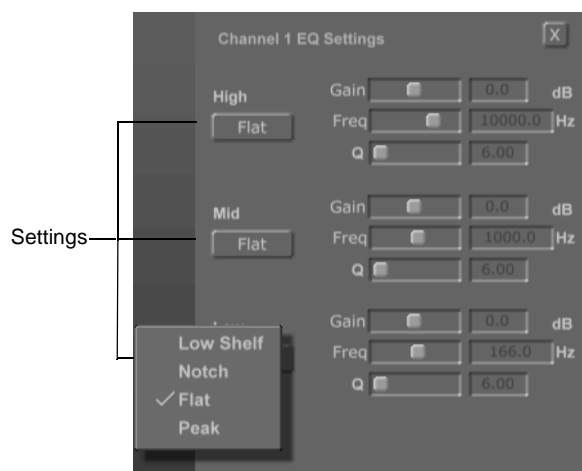 Channel 1 EQ Settings X
High
Gain 0.0 dB
Flat
Freq 10000.0 Hz
Q 6.00
Mid
Gain 0.0 dB
Flat
Freq 1000.0 Hz
Q 6.00
Settings
Gain 0.0 dB
Freq 166.0 Hz
Q 6.00
Low Shelf
Notch
Flat
Peak